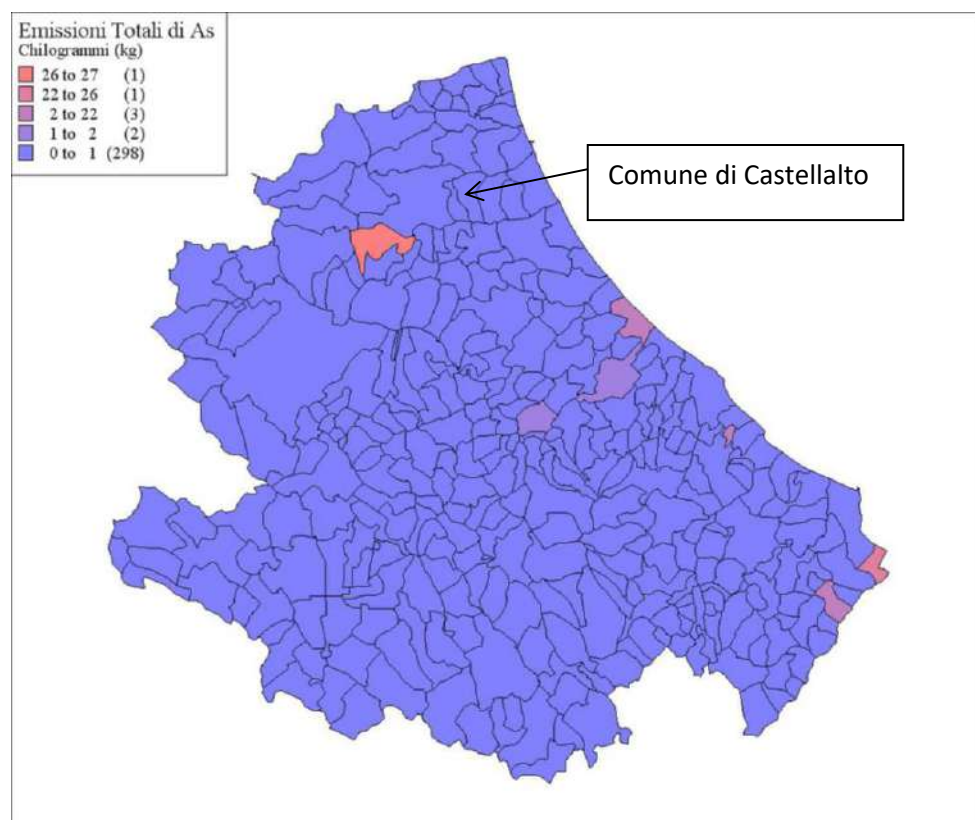 Emissioni Totali di As
Chilogrammi (kg)
26 to 27 (1)
22 to 26 (1)
2 to 22 (3)
1 to 2 (2)
0 to 1 (298)
Comune di Castellalto